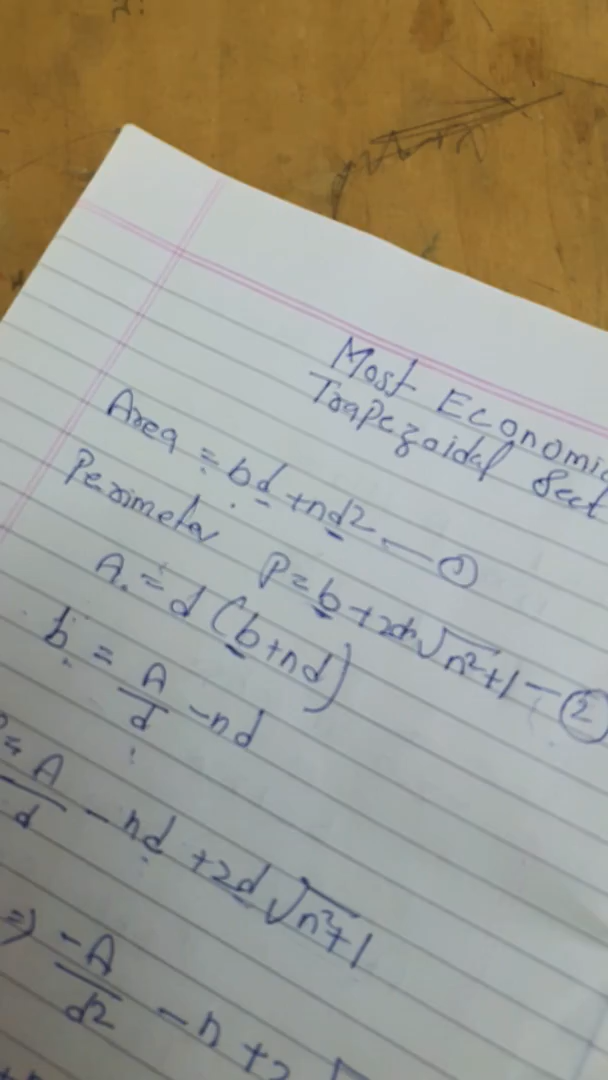 Most Economic
Trapezoidal Sect
Area = bd + nd2 — ①
Perimeter P = b + 2d√n²+1 — ②
A = d (b+nd)
b = A/d - nd
= A/d - nd + 2d√n²+1
⇒ -A/d2 - n + 2√